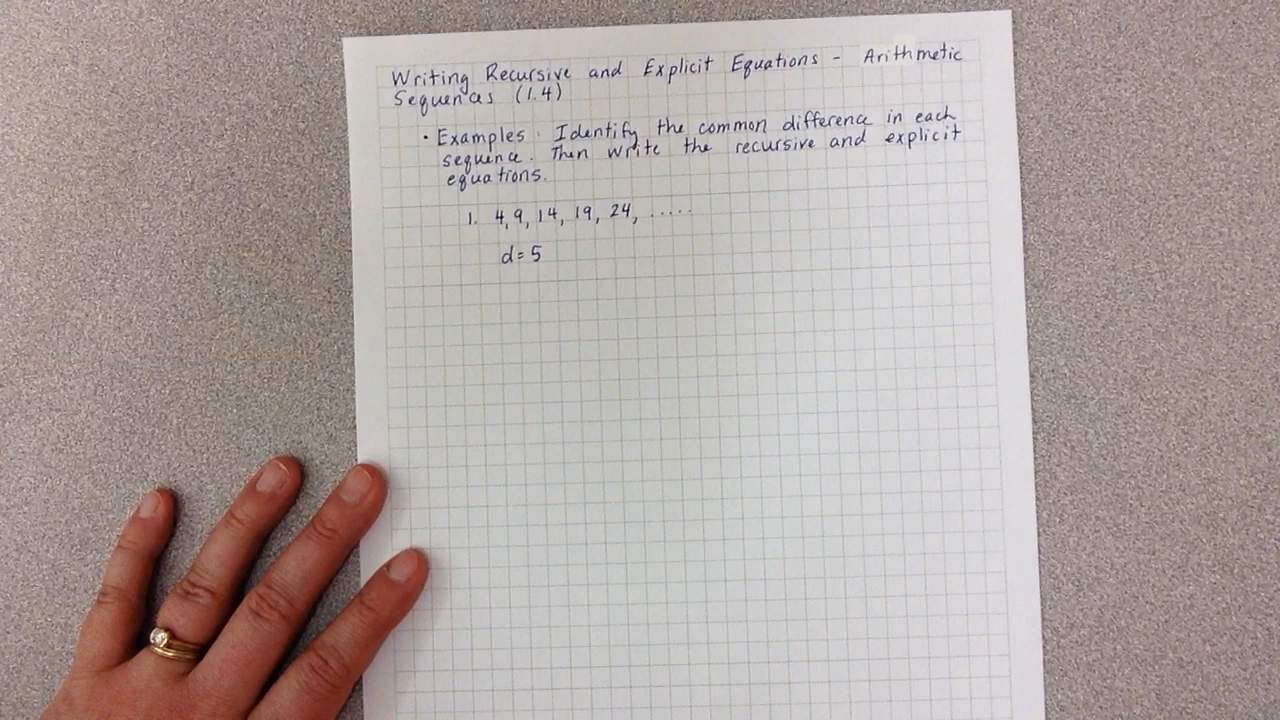 Writing Recursive and Explicit Equations - Arithmetic
Sequences (1.4)
• Examples: Identify the common difference in each
sequence. Then write the recursive and explicit
equations.
1. 4, 9, 14, 19, 24, .....
d = 5